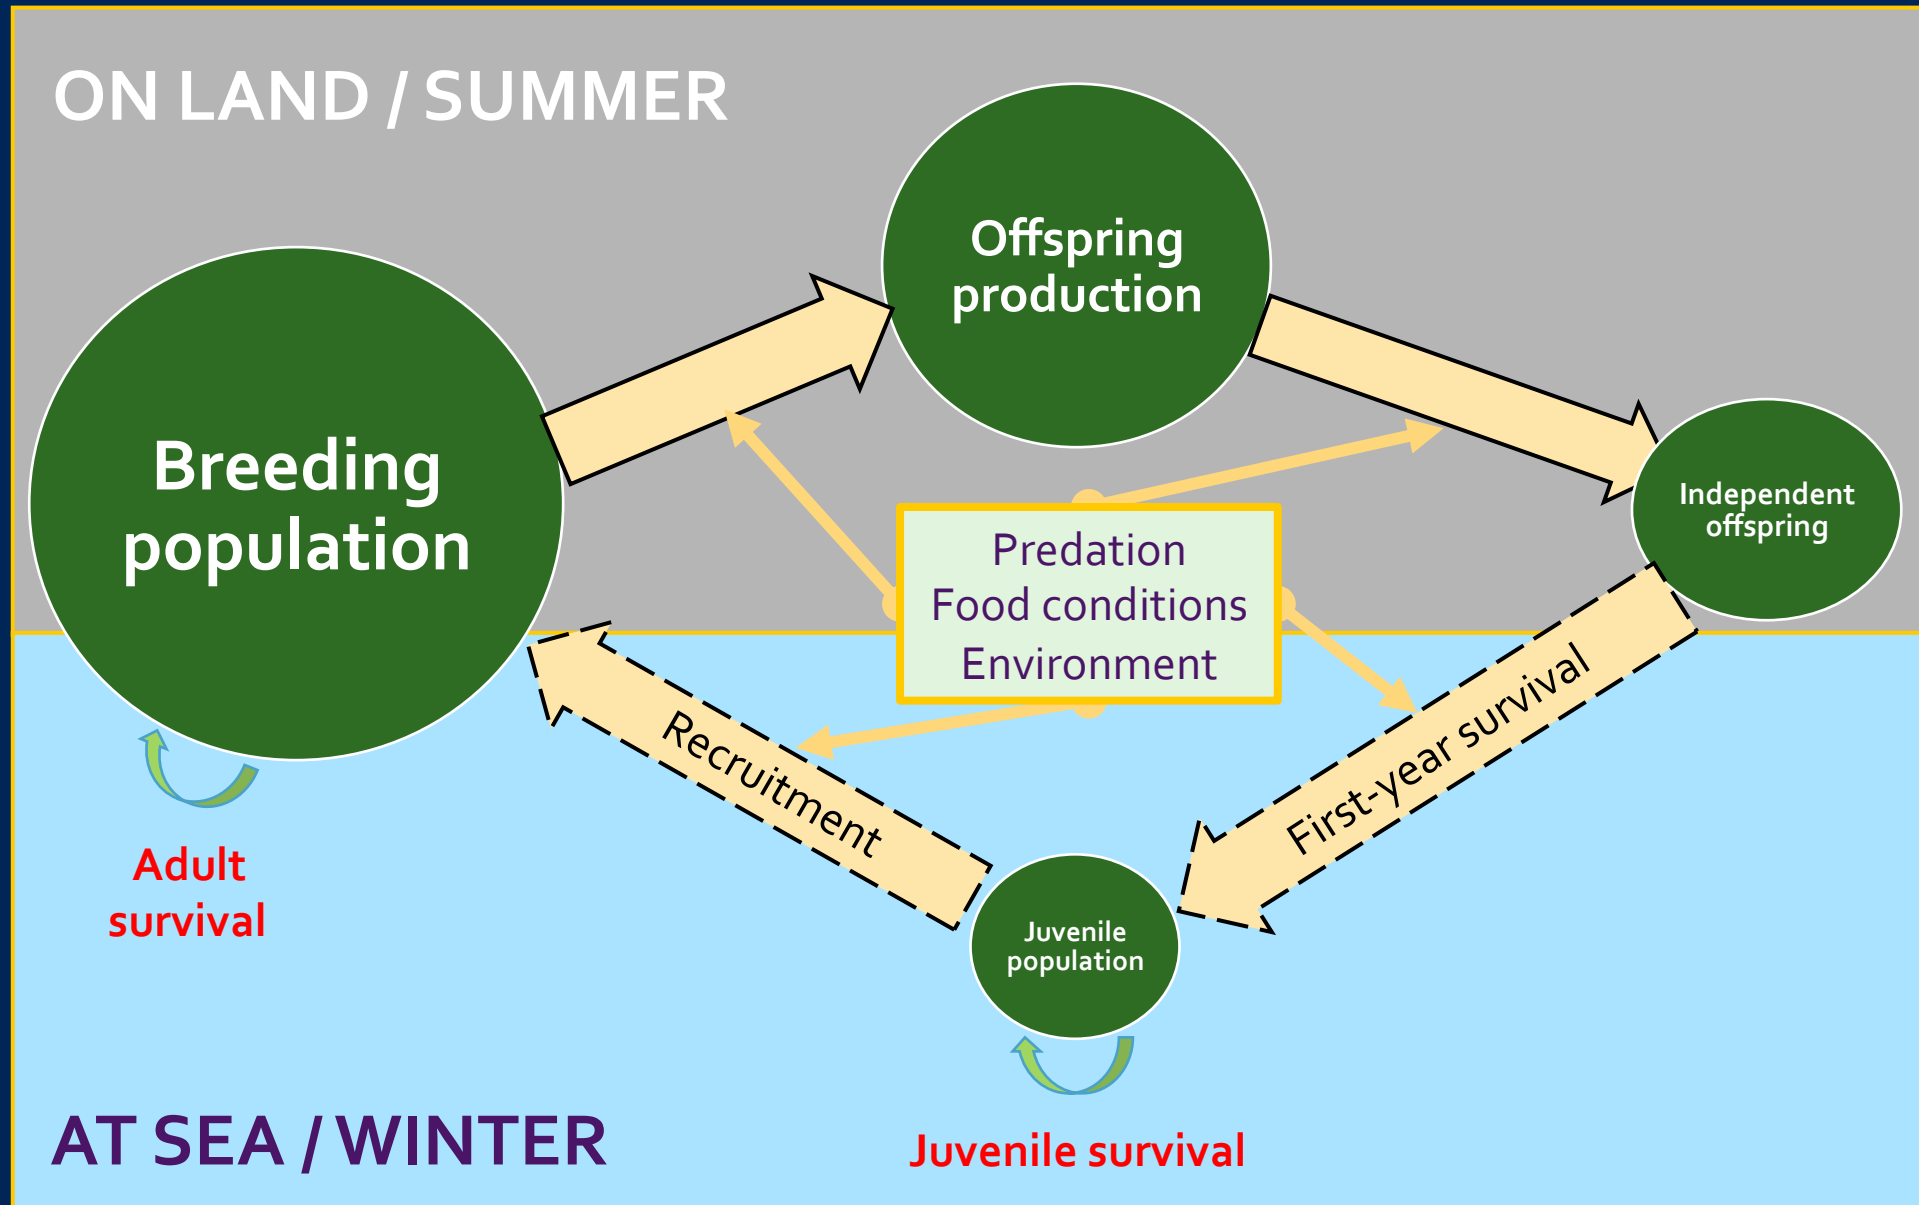 ON LAND / SUMMER
Offspring
production
Breeding
population
Independent
offspring
Predation
Food conditions
Environment
First-year survival
Recruitment
Adult
survival
Juvenile
population
AT SEA / WINTER
Juvenile survival